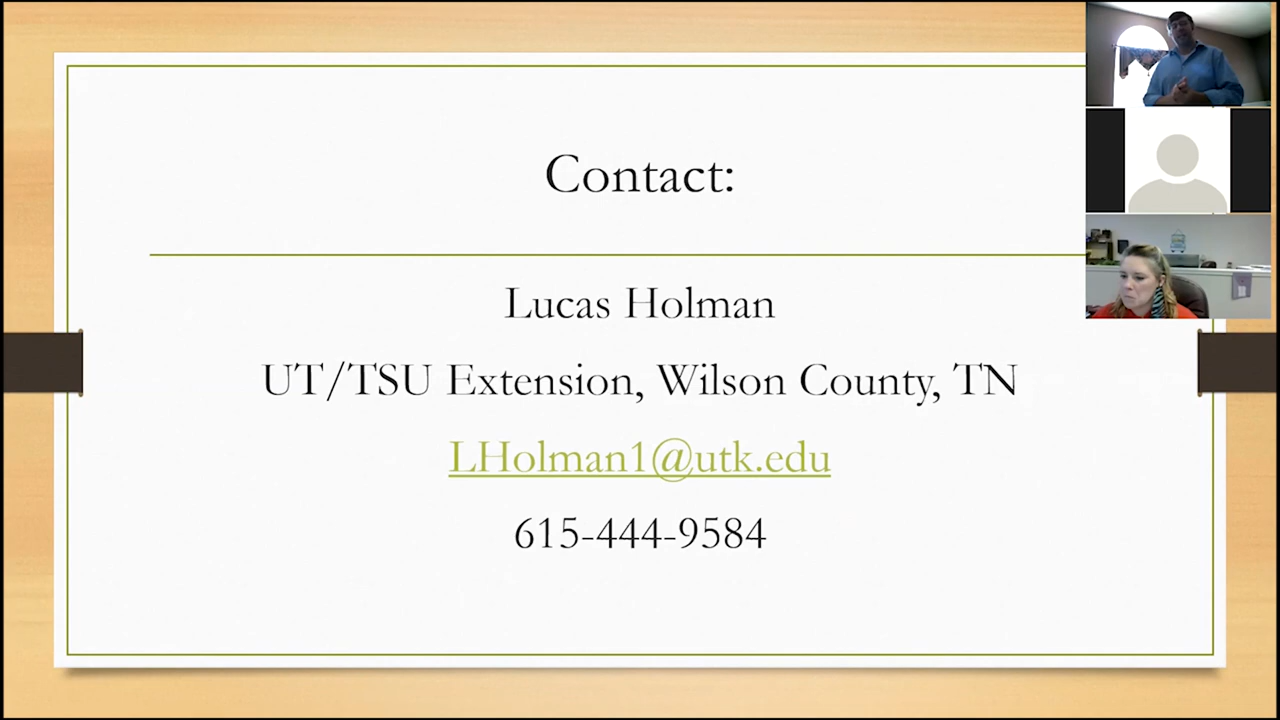 Contact:
Lucas Holman
UT/TSU Extension, Wilson County, TN
LHolman1@utk.edu
615-444-9584